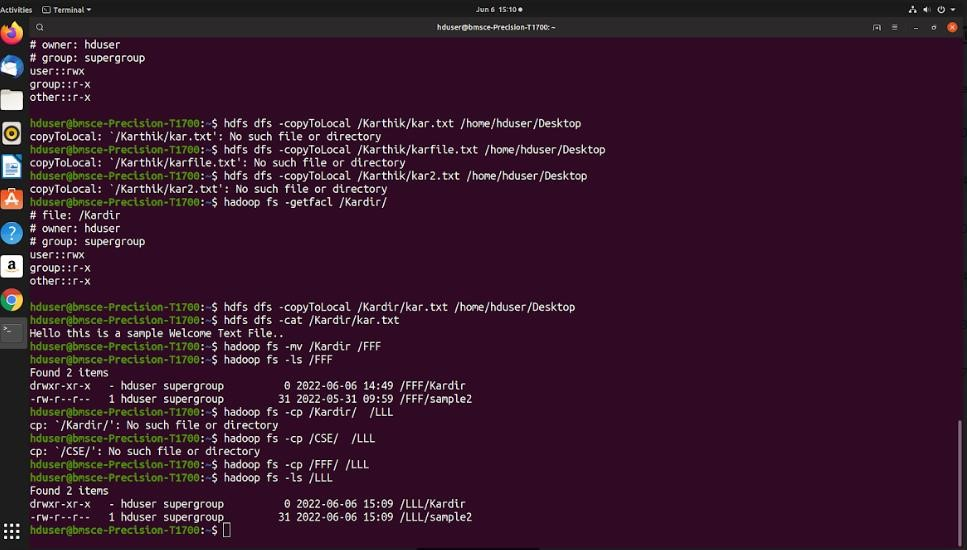 Activities Terminal Jun 6 15:10
hduser@bmsce-Precision-T1700: ~
# owner: hduser
# group: supergroup
user::rwx
group::r-x
other::r-x
hduser@bmsce-Precision-T1700:~$ hdfs dfs -copyToLocal /Karthik/kar.txt /home/hduser/Desktop
copyToLocal: `/Karthik/kar.txt': No such file or directory
hduser@bmsce-Precision-T1700:~$ hdfs dfs -copyToLocal /Karthik/karfile.txt /home/hduser/Desktop
copyToLocal: `/Karthik/karfile.txt': No such file or directory
hduser@bmsce-Precision-T1700:~$ hdfs dfs -copyToLocal /Karthik/kar2.txt /home/hduser/Desktop
copyToLocal: `/Karthik/kar2.txt': No such file or directory
hduser@bmsce-Precision-T1700:~$ hadoop fs -getfacl /Kardir/
# file: /Kardir
# owner: hduser
# group: supergroup
user::rwx
group::r-x
other::r-x
hduser@bmsce-Precision-T1700:~$ hdfs dfs -copyToLocal /Kardir/kar.txt /home/hduser/Desktop
hduser@bmsce-Precision-T1700:~$ hdfs dfs -cat /Kardir/kar.txt
Hello this is a sample Welcome Text File..
hduser@bmsce-Precision-T1700:~$ hadoop fs -mv /Kardir /FFF
hduser@bmsce-Precision-T1700:~$ hadoop fs -ls /FFF
Found 2 items
drwxr-xr-x   - hduser supergroup          0 2022-06-06 14:49 /FFF/Kardir
-rw-r--r--   1 hduser supergroup         31 2022-05-31 09:59 /FFF/sample2
hduser@bmsce-Precision-T1700:~$ hadoop fs -cp /Kardir/  /LLL
cp: `/Kardir/': No such file or directory
hduser@bmsce-Precision-T1700:~$ hadoop fs -cp /CSE/  /LLL
cp: `/CSE/': No such file or directory
hduser@bmsce-Precision-T1700:~$ hadoop fs -cp /FFF/ /LLL
hduser@bmsce-Precision-T1700:~$ hadoop fs -ls /LLL
Found 2 items
drwxr-xr-x   - hduser supergroup          0 2022-06-06 15:09 /LLL/Kardir
-rw-r--r--   1 hduser supergroup         31 2022-06-06 15:09 /LLL/sample2
hduser@bmsce-Precision-T1700:~$